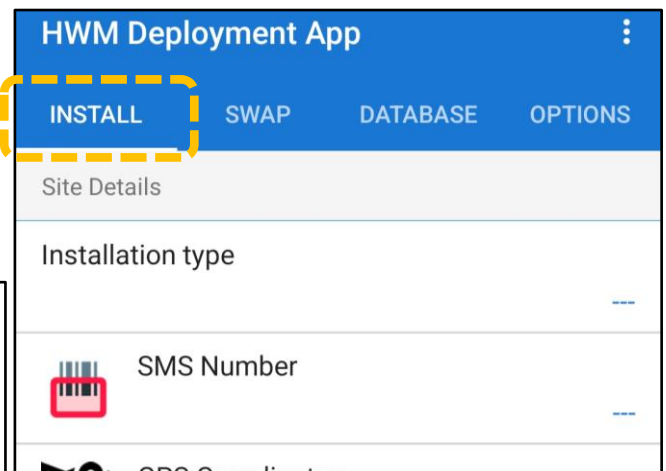 HWM Deployment App
INSTALL SWAP DATABASE OPTIONS
Site Details
Installation type
---
SMS Number
---